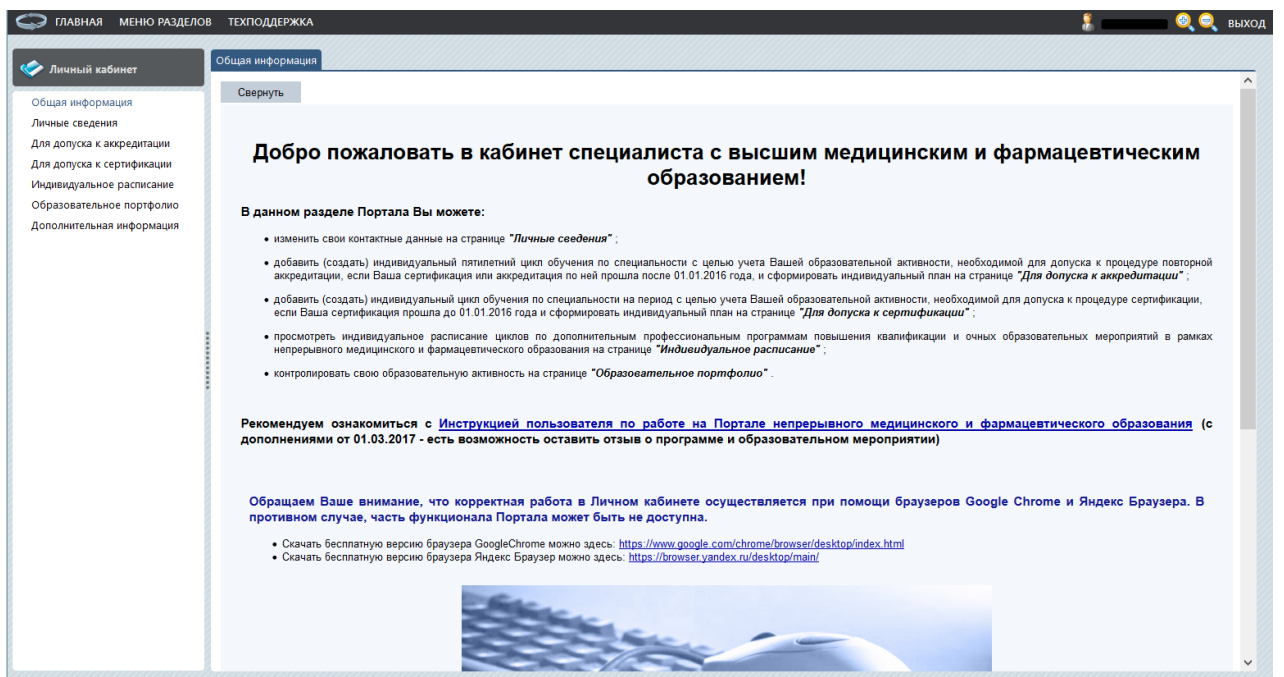 ГЛАВНАЯ МЕНЮ РАЗДЕЛОВ ТЕХПОДДЕРЖКА ВЫХОД
Личный кабинет
Общая информация
Личные сведения
Для допуска к аккредитации
Для допуска к сертификации
Индивидуальное расписание
Образовательное портфолио
Дополнительная информация
Общая информация
Свернуть
Добро пожаловать в кабинет специалиста с высшим медицинским и фармацевтическим
образованием!
В данном разделе Портала Вы можете:
• изменить свои контактные данные на странице "Личные сведения" ;
• добавить (создать) индивидуальный пятилетний цикл обучения по специальности с целью учета Вашей образовательной активности, необходимой для допуска к процедуре повторной
аккредитации, если Ваша сертификация или аккредитация по ней прошла после 01.01.2016 года, и сформировать индивидуальный план на странице "Для допуска к аккредитации" ;
• добавить (создать) индивидуальный цикл обучения по специальности на период с целью учета Вашей образовательной активности, необходимой для допуска к процедуре сертификации,
если Ваша сертификация прошла до 01.01.2016 года и сформировать индивидуальный план на странице "Для допуска к сертификации" ;
• просмотреть индивидуальное расписание циклов по дополнительным профессиональным программам повышения квалификации и очных образовательных мероприятий в рамках
непрерывного медицинского и фармацевтического образования на странице "Индивидуальное расписание" ;
• контролировать свою образовательную активность на странице "Образовательное портфолио" .
Рекомендуем ознакомиться с Инструкцией пользователя по работе на Портале непрерывного медицинского и фармацевтического образования (с
дополнениями от 01.03.2017 - есть возможность оставить отзыв о программе и образовательном мероприятии)
Обращаем Ваше внимание, что корректная работа в Личном кабинете осуществляется при помощи браузеров Google Chrome и Яндекс Браузера. В
противном случае, часть функционала Портала может быть не доступна.
• Скачать бесплатную версию браузера GoogleChrome можно здесь: https://www.google.com/chrome/browser/desktop/index.html
• Скачать бесплатную версию браузера Яндекс Браузер можно здесь: https://browser.yandex.ru/desktop/main/